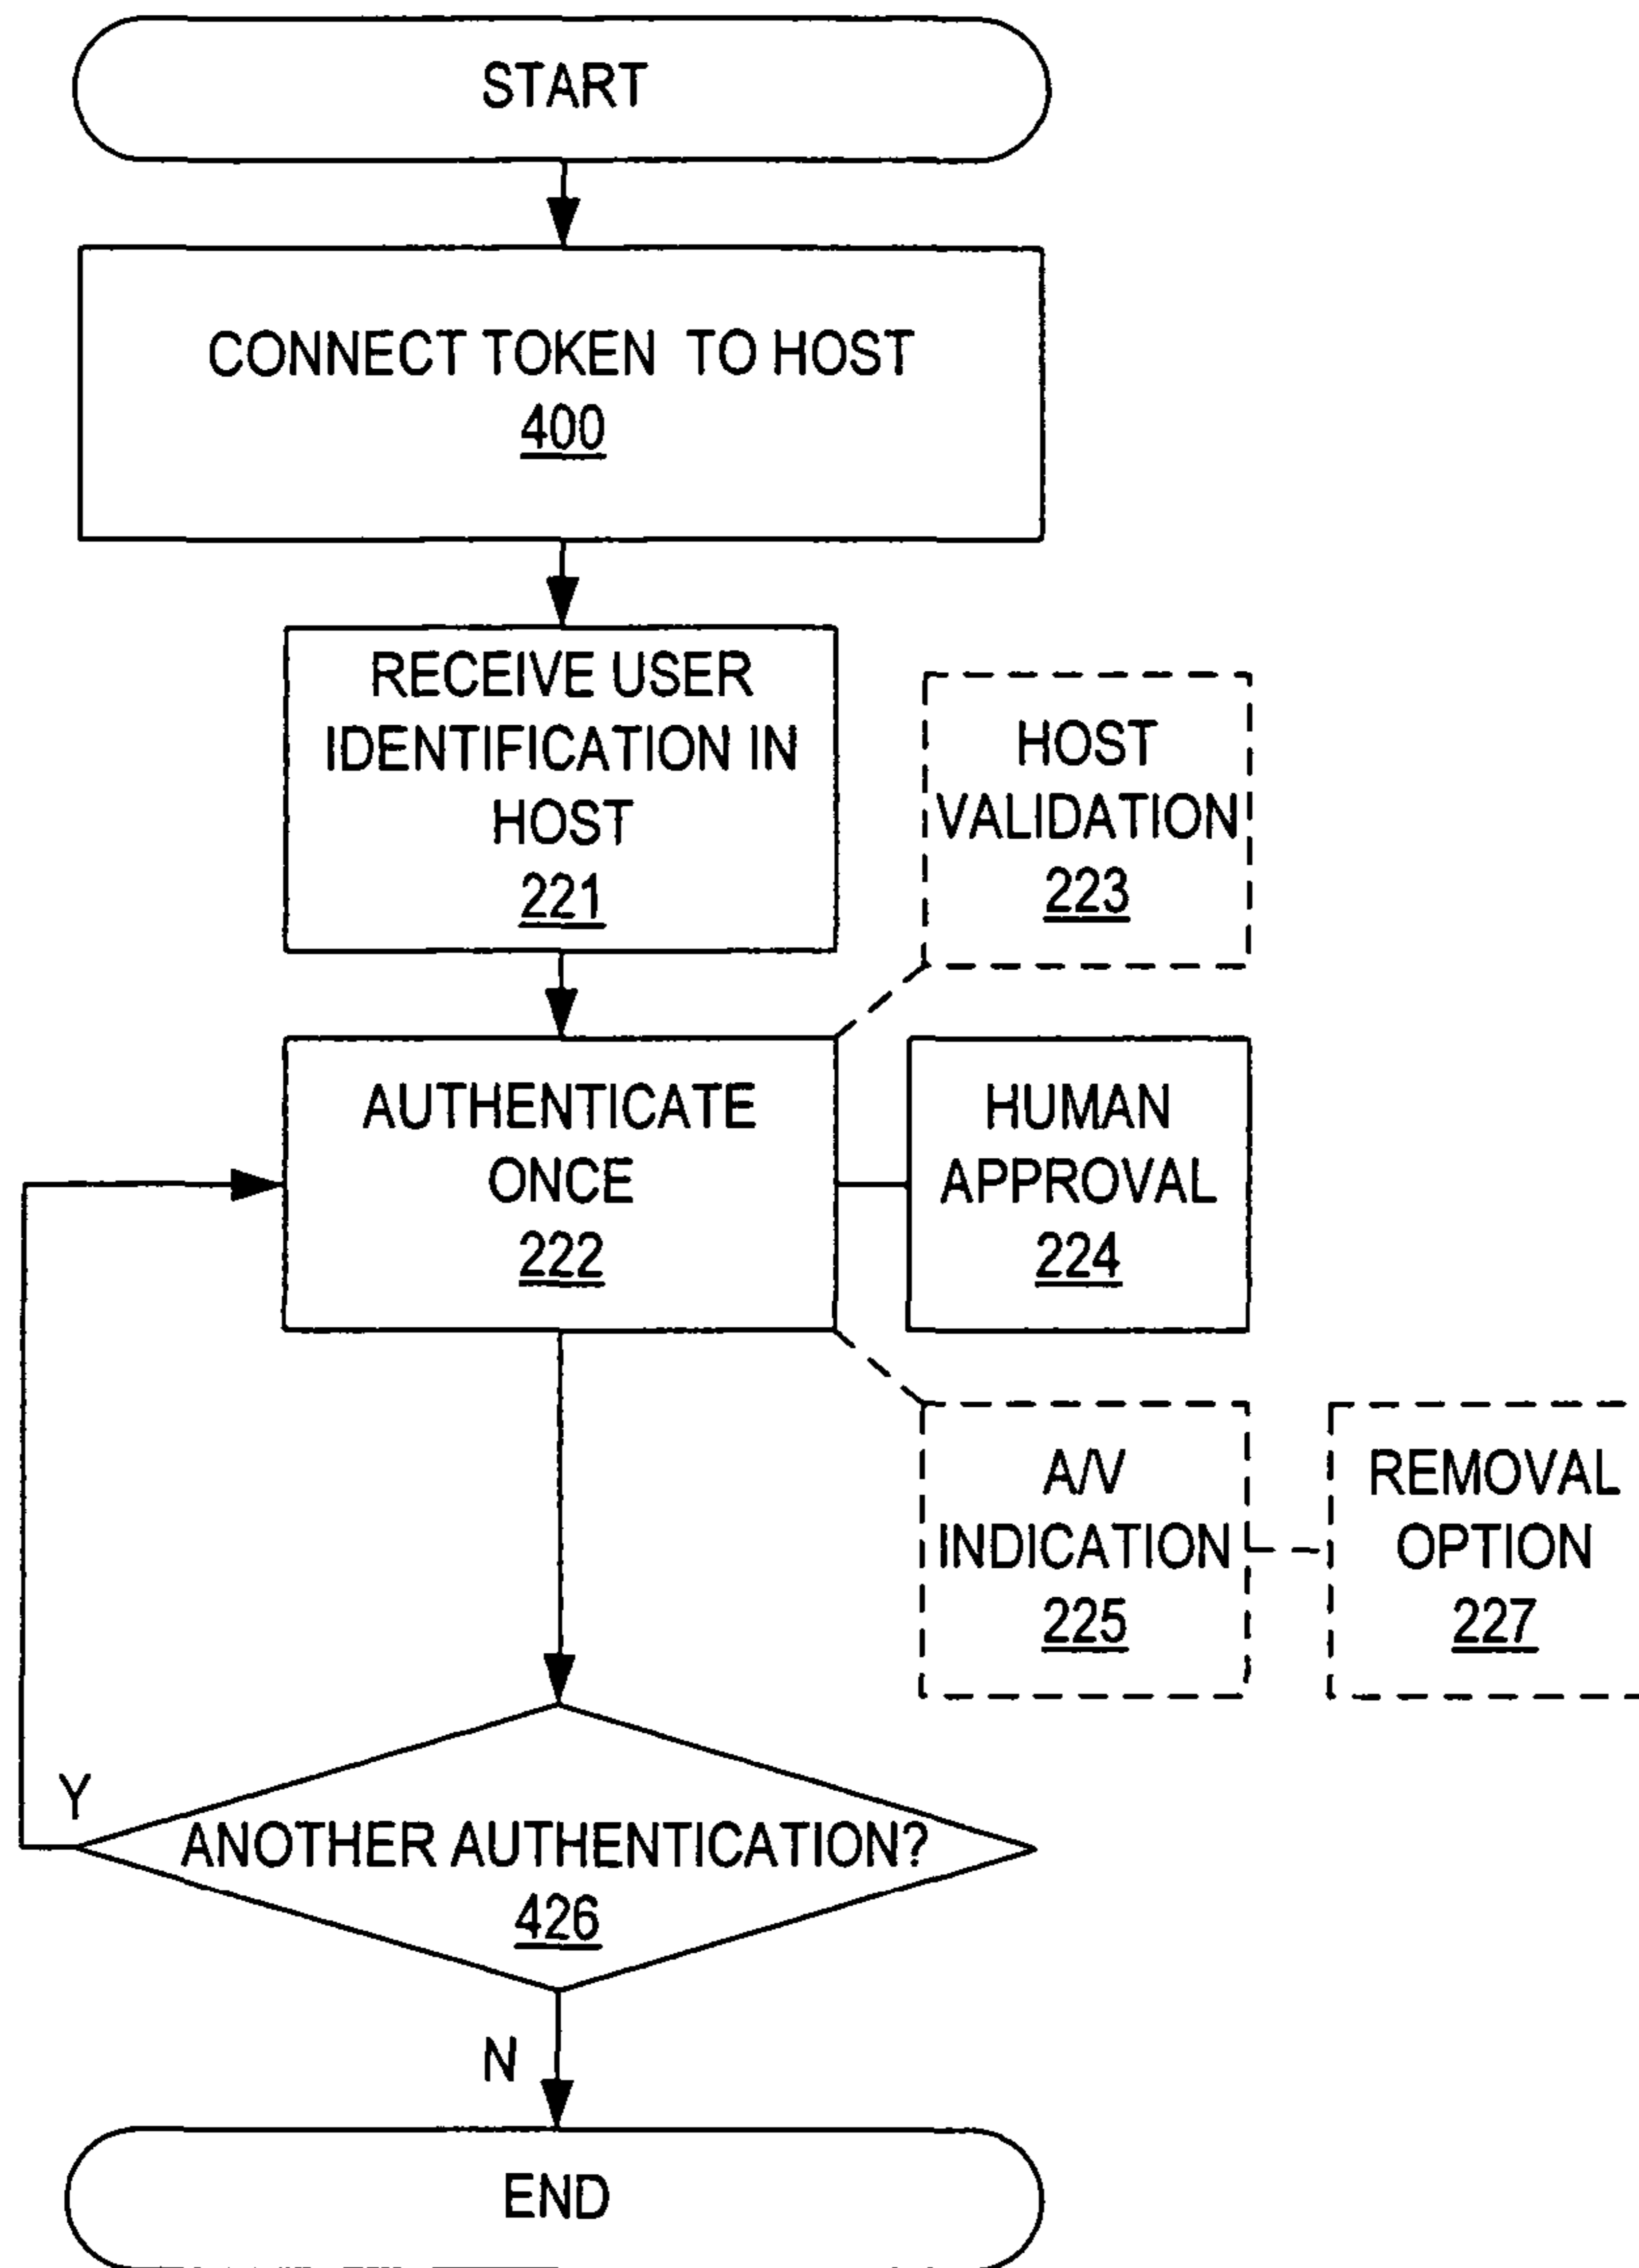 START
CONNECT TOKEN TO HOST
400
RECEIVE USER
IDENTIFICATION IN
HOST
221
HOST
VALIDATION
223
AUTHENTICATE
ONCE
222
HUMAN
APPROVAL
224
A/V
INDICATION
225
REMOVAL
OPTION
227
Y
ANOTHER AUTHENTICATION?
426
N
END